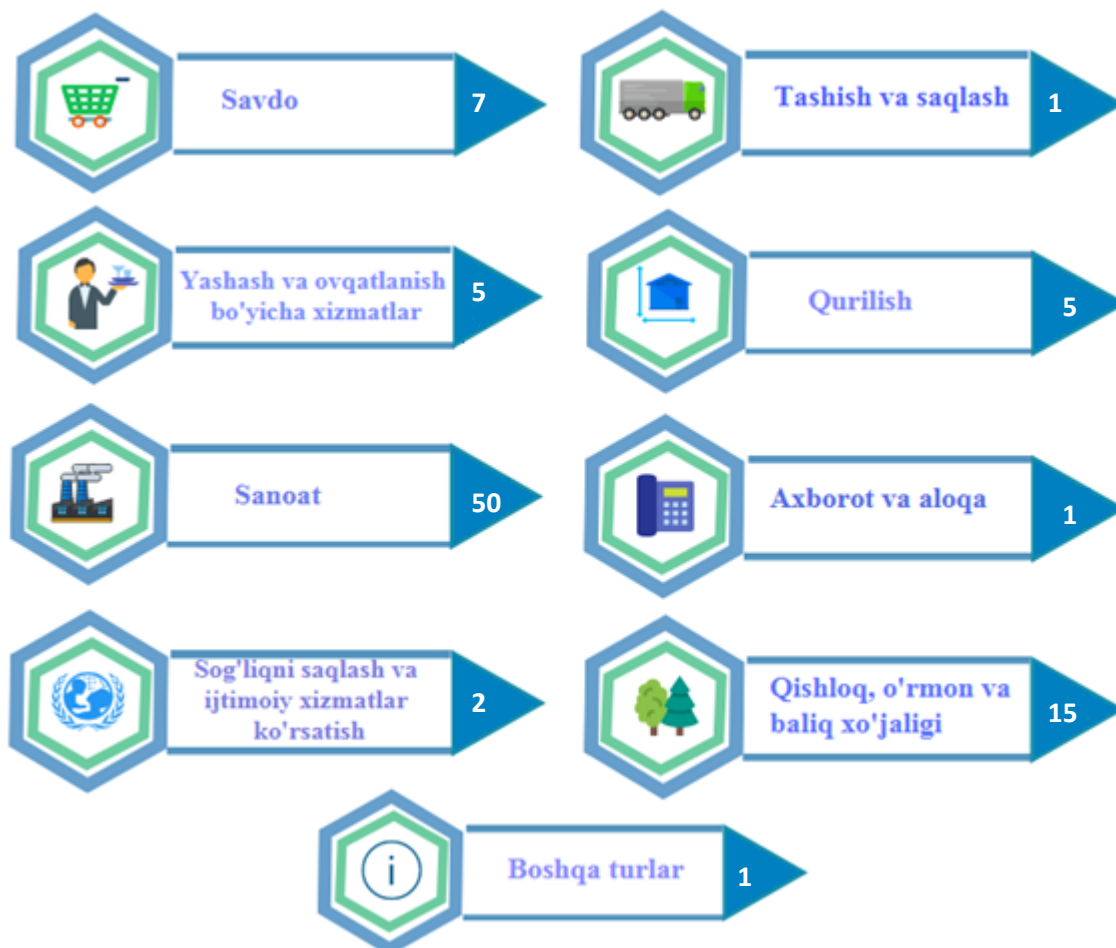 Savdo 7
Tashish va saqlash 1
Yashash va ovqatlanish
bo'yicha xizmatlar 5
Qurilish 5
Sanoat 50
Axborot va aloqa 1
Sog'liqni saqlash va
ijtimoiy xizmatlar
ko'rsatish 2
Qishloq, o'rmon va
baliq xo'jaligi 15
i
Boshqa turlar 1